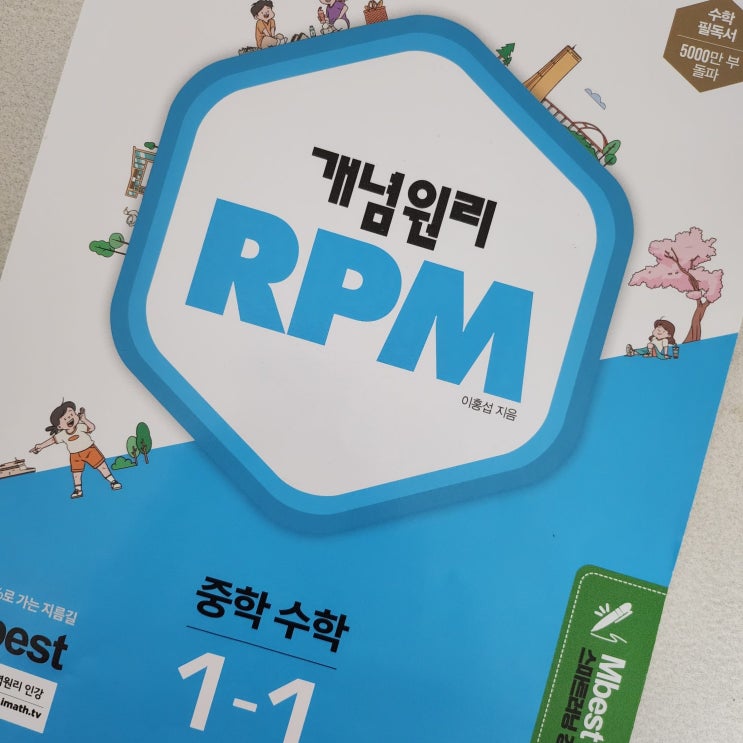 수학
필독서
5000만 부
돌파
개념원리
RPM
이홍섭 지음
중학 수학
1-1
로 가는 지름길
best
원리 인강
imath.tv
Mbest